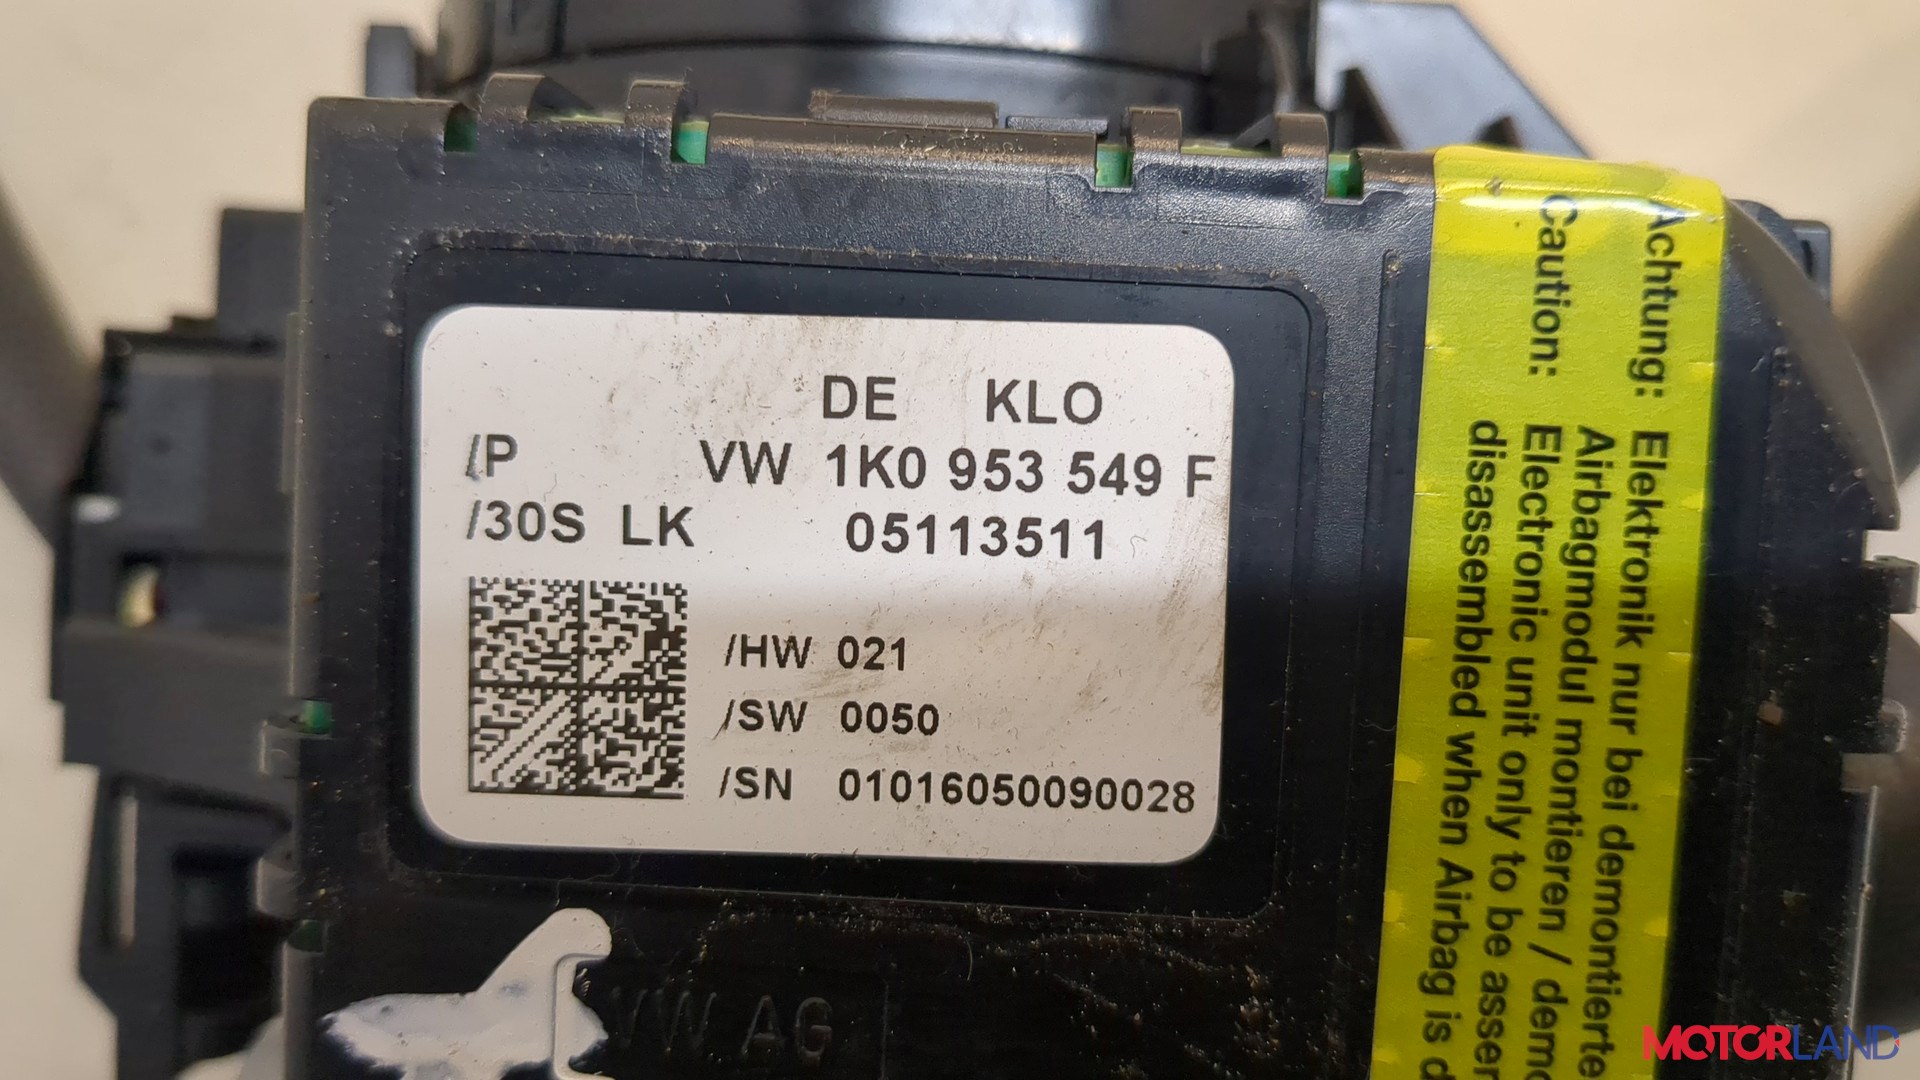 DE KLO
/P VW 1K0 953 549 F
/30S LK 05113511
/HW 021
/SW 0050
/SN 01016050090028
Achtung: Elektronik nur bei demontierte
Airbagmodul montieren / demo
Caution: Electronic unit only to be asser
disassembled when Airbag is d
VW AG
MOTORLAND